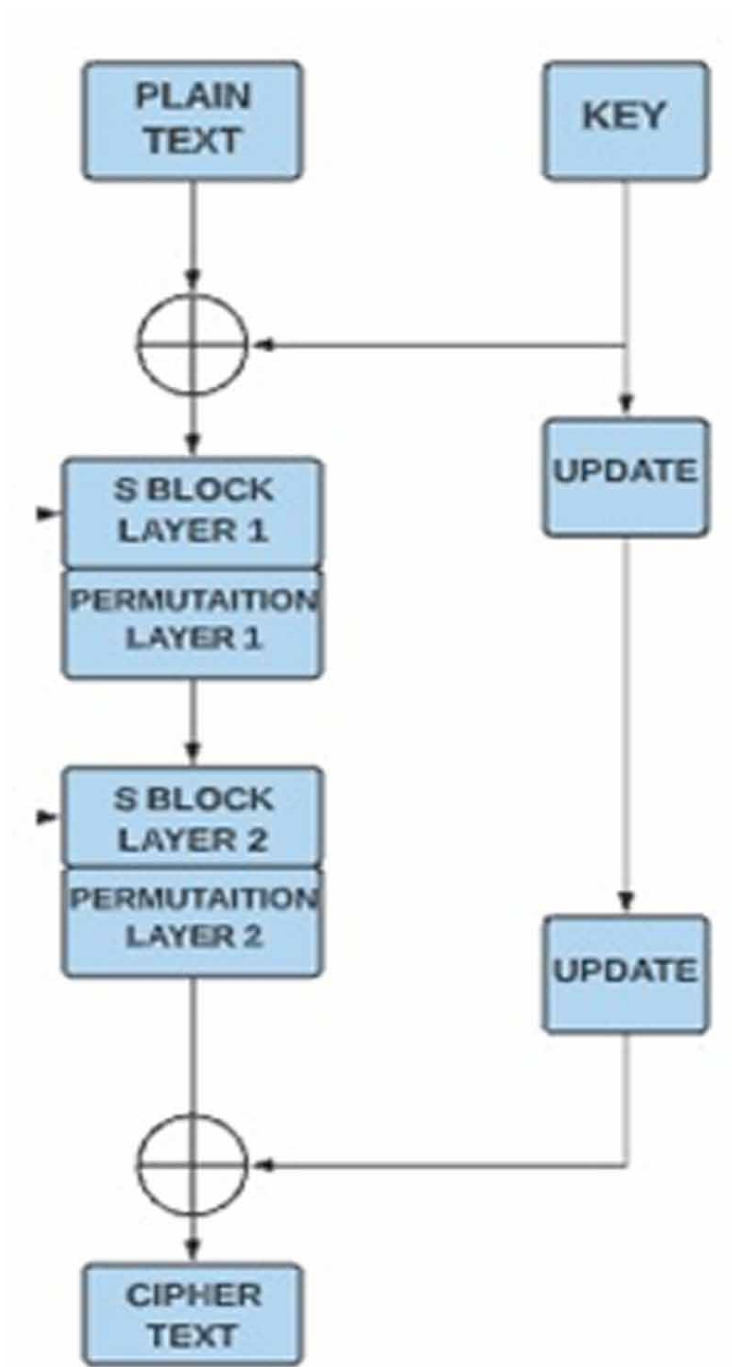 PLAIN
TEXT
KEY
UPDATE
S BLOCK
LAYER 1
PERMUTAITION
LAYER 1
S BLOCK
LAYER 2
PERMUTAITION
LAYER 2
UPDATE
CIPHER
TEXT